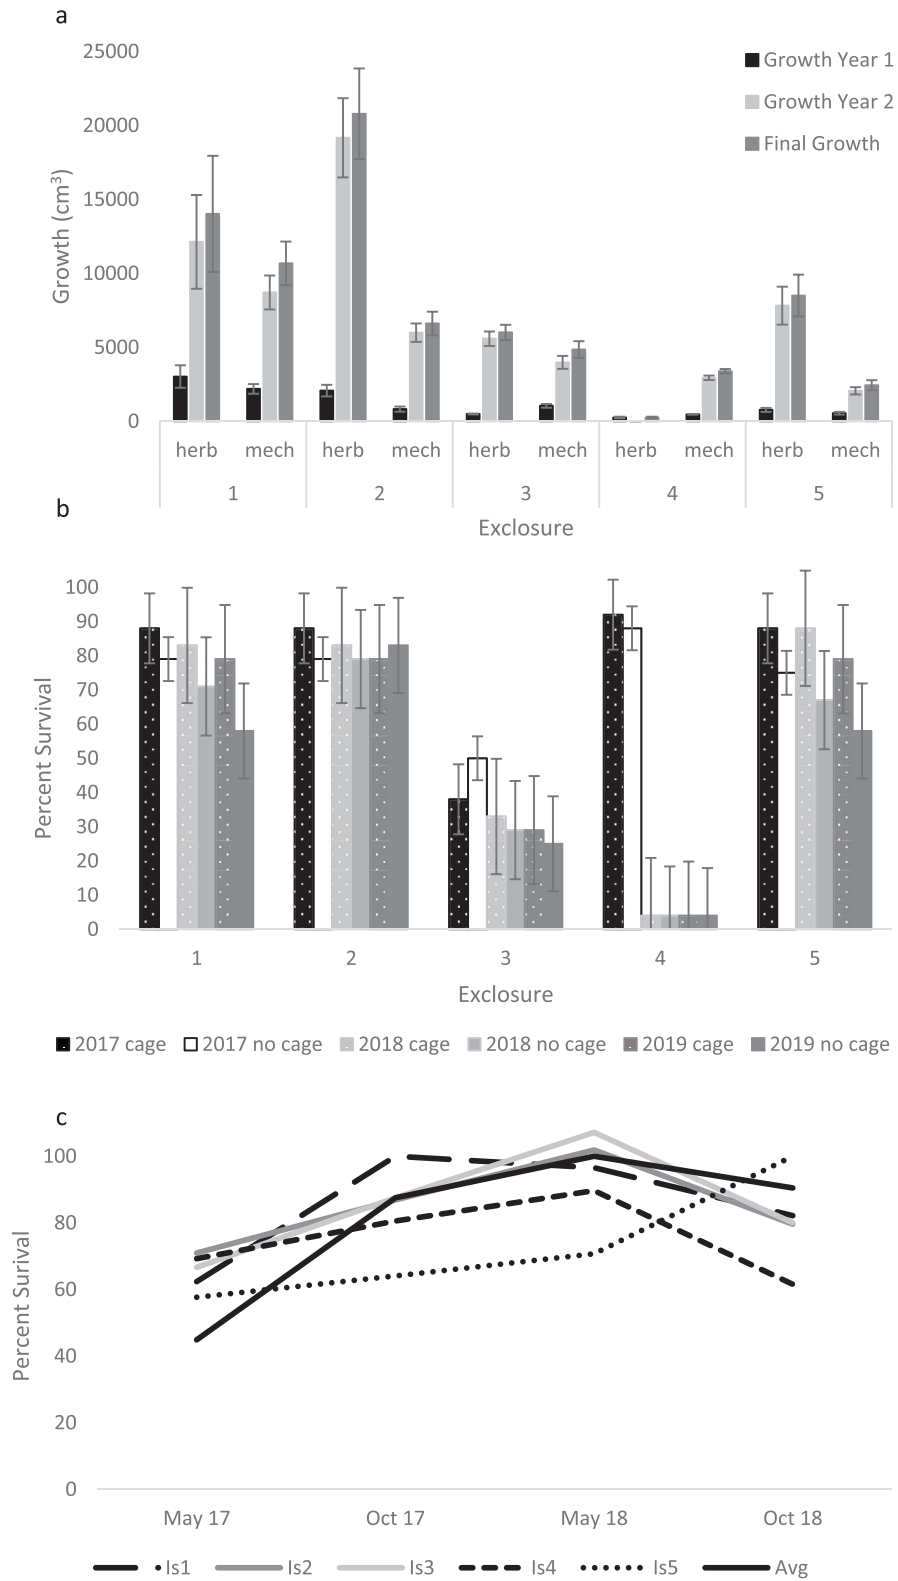 a
25000
20000
15000
10000
5000
0
Growth (cm³)
Growth Year 1
Growth Year 2
Final Growth
herb mech herb mech herb mech herb mech herb mech
1 2 3 4 5
Exclosure
b
100
90
80
70
60
50
40
30
20
10
0
Percent Survival
1 2 3 4 5
Exclosure
2017 cage 2017 no cage 2018 cage 2018 no cage 2019 cage 2019 no cage
c
100
80
60
40
20
0
Percent Surival
May 17 Oct 17 May 18 Oct 18
Is1 Is2 Is3 Is4 Is5 Avg